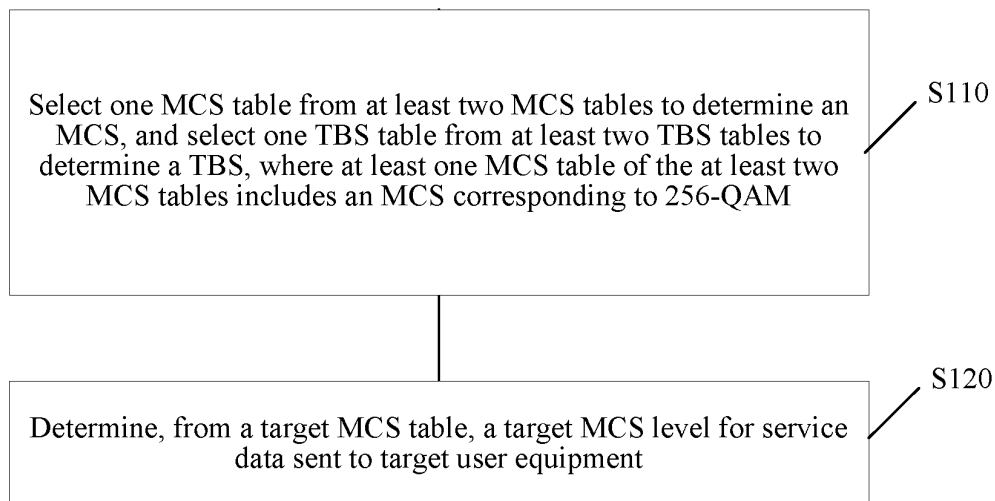 Select one MCS table from at least two MCS tables to determine an
MCS, and select one TBS table from at least two TBS tables to
determine a TBS, where at least one MCS table of the at least two
MCS tables includes an MCS corresponding to 256-QAM
S110
Determine, from a target MCS table, a target MCS level for service
data sent to target user equipment
S120